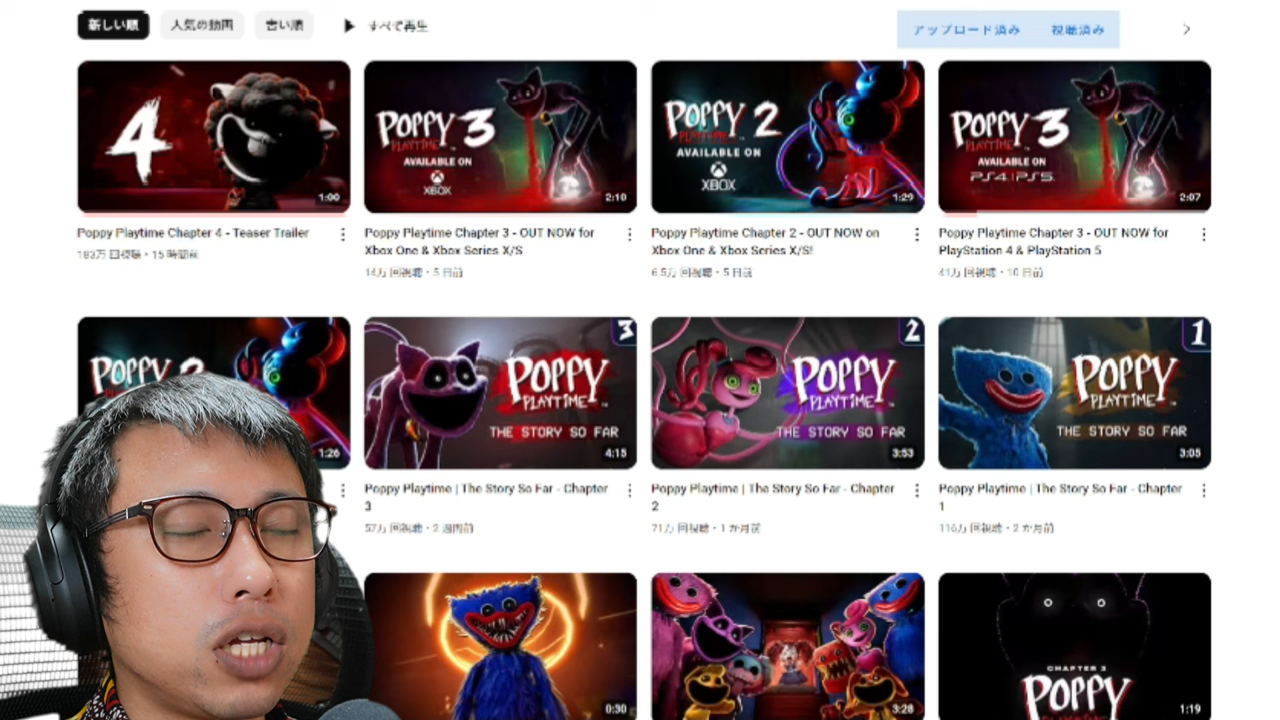 新しい順 人気の動画 古い順 すべて再生 アップロード済み 視聴済み
4
1:00
POPPY PLAYTIME 3
AVAILABLE ON
XBOX
2:10
POPPY PLAYTIME 2
AVAILABLE ON
XBOX
1:29
POPPY PLAYTIME 3
AVAILABLE ON
PS4 | PS5
2:07
Poppy Playtime Chapter 4 - Teaser Trailer
183万 回視聴・15 時間前
Poppy Playtime Chapter 3 - OUT NOW for
Xbox One & Xbox Series X/S
14万 回視聴・5 日前
Poppy Playtime Chapter 2 - OUT NOW on
Xbox One & Xbox Series X/S!
6.5万 回視聴・5 日前
Poppy Playtime Chapter 3 - OUT NOW for
PlayStation 4 & PlayStation 5
41万 回視聴・10 日前
POPPY 2
1:26
3
POPPY
PLAYTIME
THE STORY SO FAR
4:15
2
POPPY
PLAYTIME
THE STORY SO FAR
3:53
1
POPPY
PLAYTIME
THE STORY SO FAR
3:05
Poppy Playtime | The Story So Far - Chapter
3
57万 回視聴・2 週間前
Poppy Playtime | The Story So Far - Chapter
2
71万 回視聴・1 か月前
Poppy Playtime | The Story So Far - Chapter
1
116万 回視聴・2 か月前
0:30
3:28
CHAPTER 3
POPPY
1:19